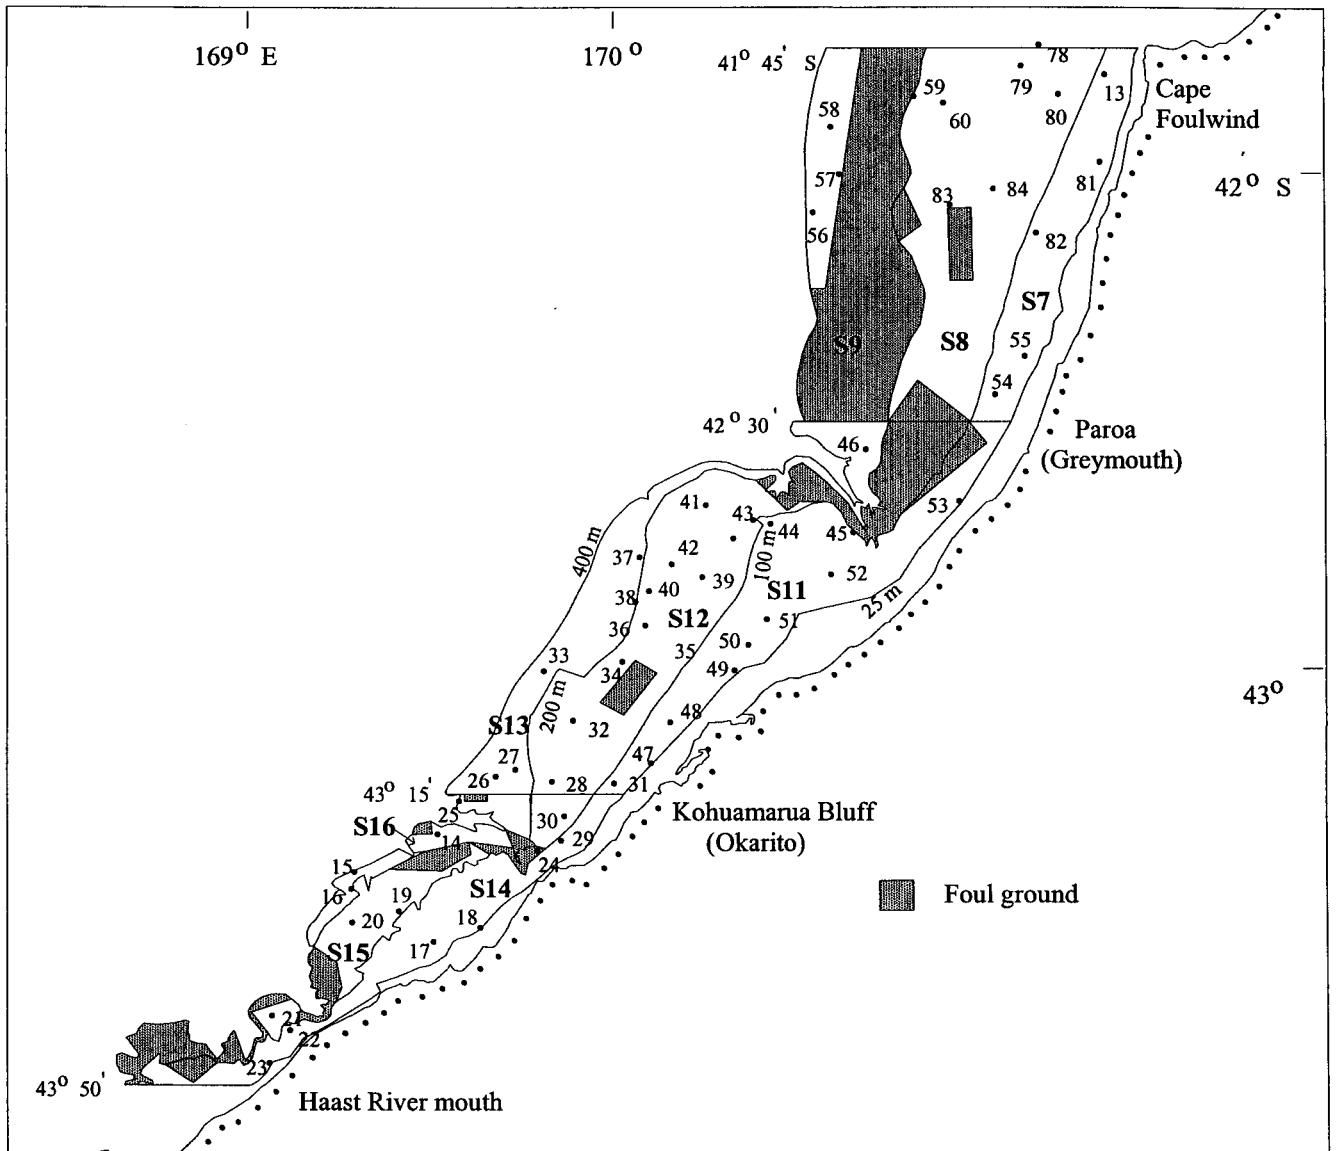 169° E
170°
41° 45' S
78
79
59
13
80
60
58
Cape
Foulwind
57
81
42° S
84
83
56
82
S7
S9
S8
55
54
42° 30'
46
Paroa
(Greymouth)
41
43
44
45
53
400 m
100 m
37
42
39
52
40
38
S11
25 m
36
S12
51
50
35
33
34
49
43°
200 m
S13
32
48
27
47
26
28
31
43° 15'
Kohuamarua Bluff
(Okarito)
25
30
S16
14
29
24
15
16
19
S14
Foul ground
20
18
17
S15
21
22
23
43° 50'
Haast River mouth